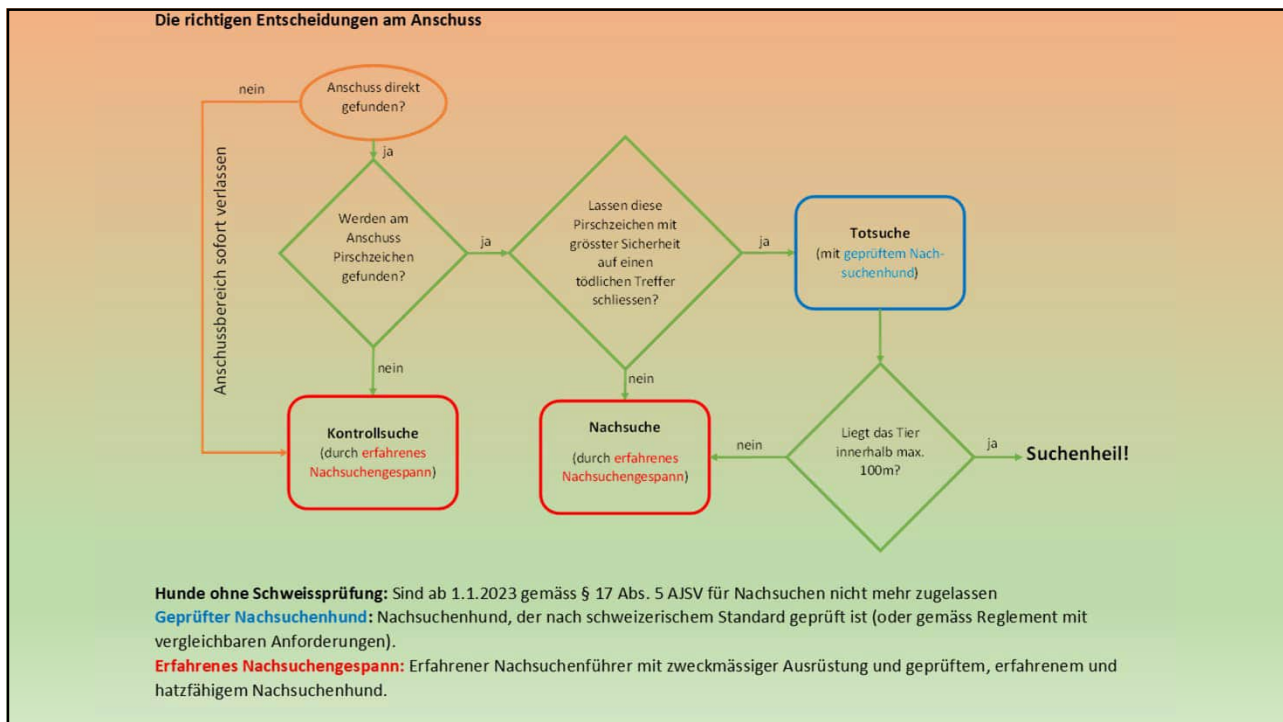 Die richtigen Entscheidungen am Anschuss
nein
Anschuss direkt
gefunden?
Anschussbereich sofort verlassen
ja
Werden am
Anschuss
Pirschzeichen
gefunden?
ja
Lassen diese
Pirschzeichen mit
grösster Sicherheit
auf einen
tödlichen Treffer
schliessen?
ja
Totsuche
(mit geprüftem Nach-
suchenhund)
nein
nein
Kontrollsuche
(durch erfahrenes
Nachsuchengespann)
Nachsuche
(durch erfahrenes
Nachsuchengespann)
nein
Liegt das Tier
innerhalb max.
100m?
ja
Suchenheil!
Hunde ohne Schweissprüfung: Sind ab 1.1.2023 gemäss § 17 Abs. 5 AJSV für Nachsuchen nicht mehr zugelassen
Geprüfter Nachsuchenhund: Nachsuchenhund, der nach schweizerischem Standard geprüft ist (oder gemäss Reglement mit
vergleichbaren Anforderungen).
Erfahrenes Nachsuchengespann: Erfahrener Nachsuchenführer mit zweckmässiger Ausrüstung und geprüftem, erfahrenem und
hatzfähigem Nachsuchenhund.